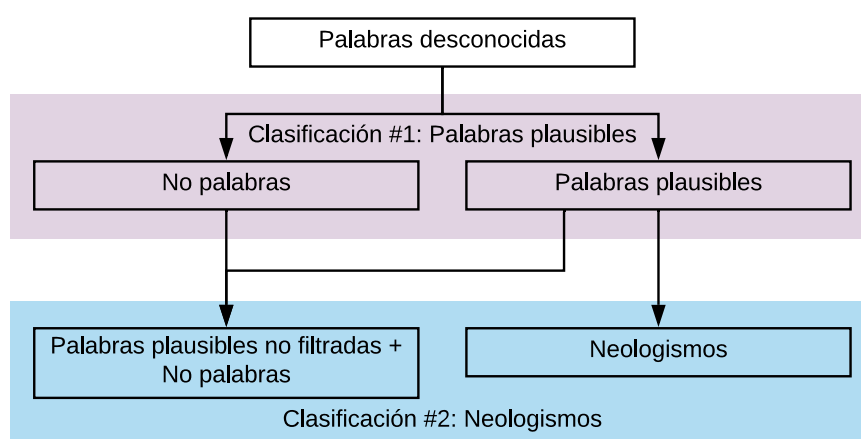 Palabras desconocidas
Clasificación #1: Palabras plausibles
No palabras
Palabras plausibles
Palabras plausibles no filtradas +
No palabras
Neologismos
Clasificación #2: Neologismos